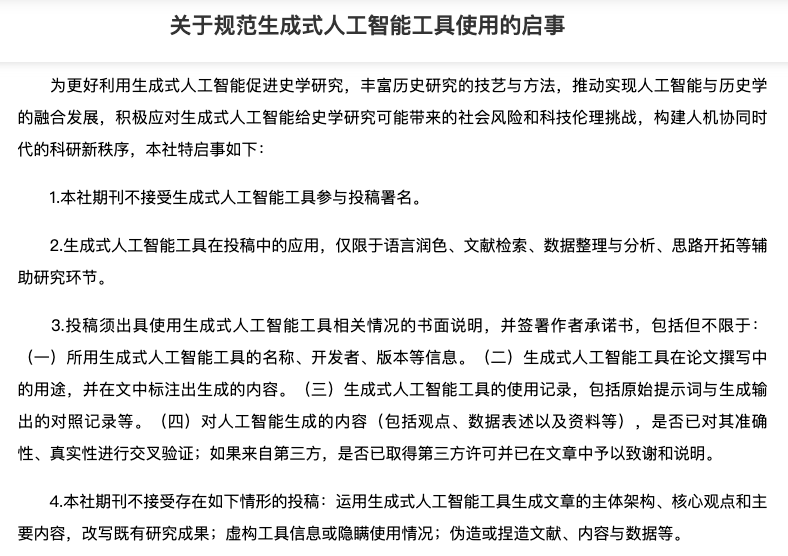 关于规范生成式人工智能工具使用的启事
为更好利用生成式人工智能促进史学研究，丰富历史研究的技艺与方法，推动实现人工智能与历史学
的融合发展，积极应对生成式人工智能给史学研究可能带来的社会风险和科技伦理挑战，构建人机协同时
代的科研新秩序，本社特启事如下：
1.本社期刊不接受生成式人工智能工具参与投稿署名。
2.生成式人工智能工具在投稿中的应用，仅限于语言润色、文献检索、数据整理与分析、思路开拓等辅
助研究环节。
3.投稿须出具使用生成式人工智能工具相关情况的书面说明，并签署作者承诺书，包括但不限于：
（一）所用生成式人工智能工具的名称、开发者、版本等信息。（二）生成式人工智能工具在论文撰写中
的用途，并在文中标注出生成的内容。（三）生成式人工智能工具的使用记录，包括原始提示词与生成输
出的对照记录等。（四）对人工智能生成的内容（包括观点、数据表述以及资料等），是否已对其准确
性、真实性进行交叉验证；如果来自第三方，是否已取得第三方许可并已在文章中予以致谢和说明。
4.本社期刊不接受存在如下情形的投稿：运用生成式人工智能工具生成文章的主体架构、核心观点和主
要内容，改写既有研究成果；虚构工具信息或隐瞒使用情况；伪造或捏造文献、内容与数据等。